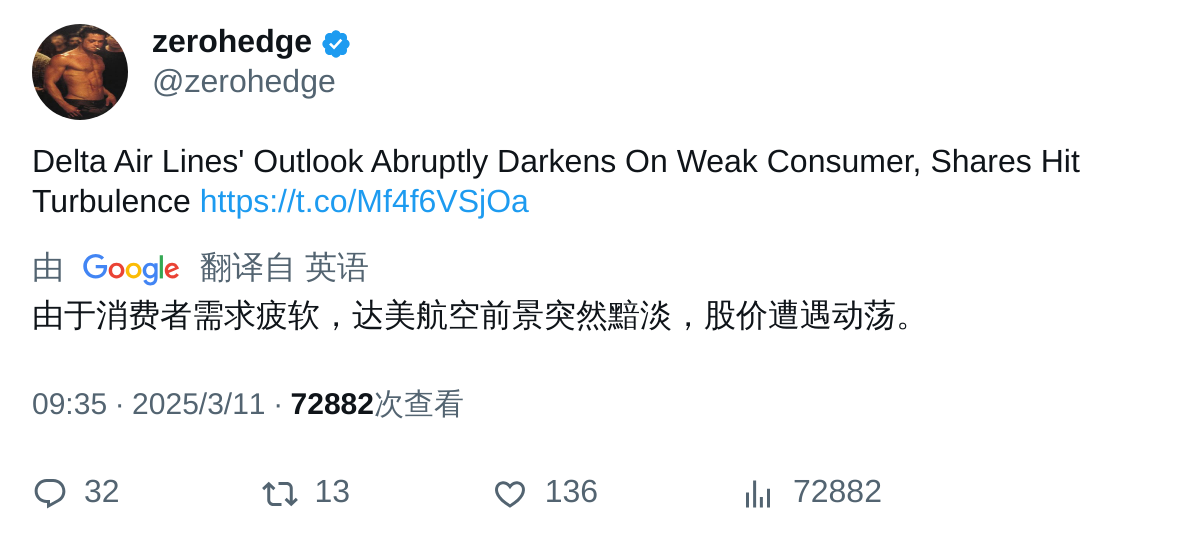 zerohedge
@zerohedge
Delta Air Lines' Outlook Abruptly Darkens On Weak Consumer, Shares Hit
Turbulence https://t.co/Mf4f6VSjOa
由 Google 翻译自 英语
由于消费者需求疲软，达美航空前景突然黯淡，股价遭遇动荡。
09:35 · 2025/3/11 · 72882次查看
32 13 136 72882